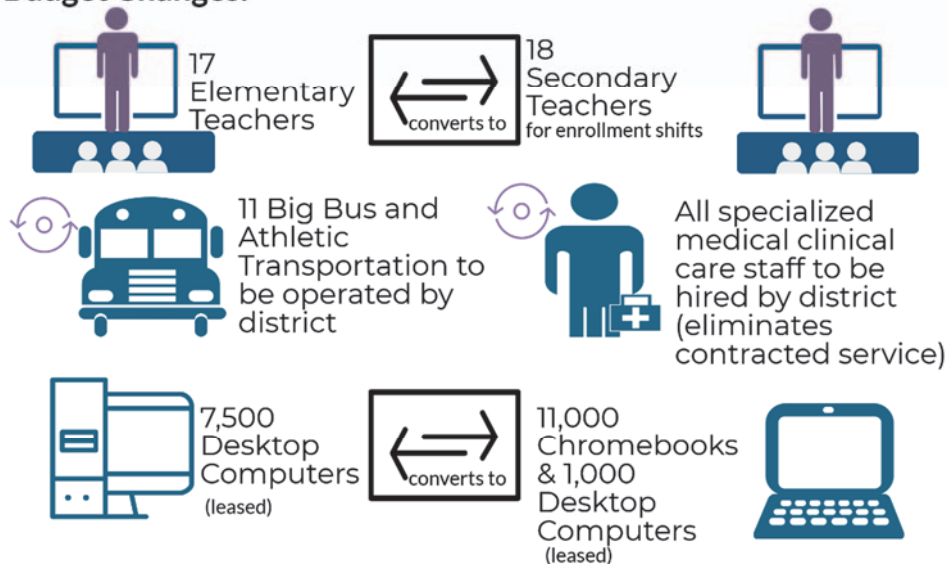 Budget Changes:
17
Elementary
Teachers
converts to
18
Secondary
Teachers
for enrollment shifts
11 Big Bus and
Athletic
Transportation to
be operated by
district
All specialized
medical clinical
care staff to be
hired by district
(eliminates
contracted service)
7,500
Desktop
Computers
(leased)
converts to
11,000
Chromebooks
& 1,000
Desktop
Computers
(leased)